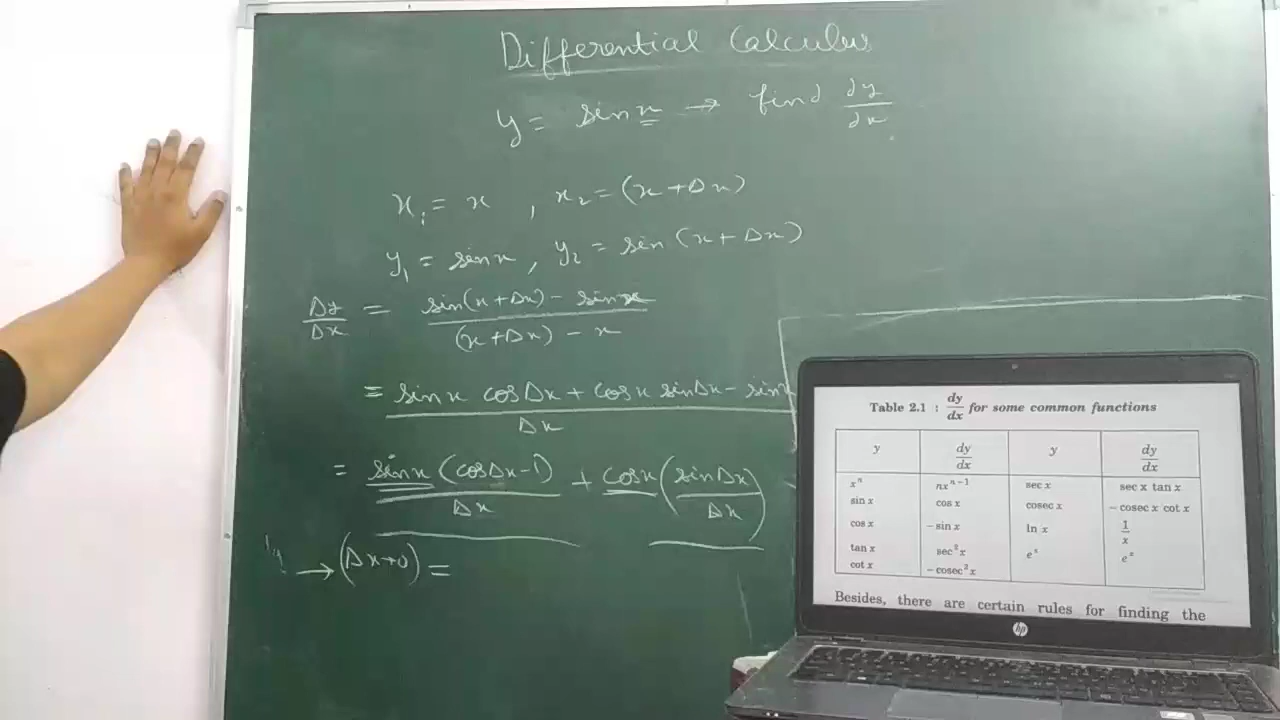 Differential Calculus
y = sin x → find dy/dx
x₁ = x , x₂ = (x + Δx)
y₁ = sin x , y₂ = sin (x + Δx)
Δy/Δx = sin(x+Δx) - sin x / (x+Δx) - x
= sin x cos Δx + cos x sin Δx - sin x / Δx
= sin x (cos Δx - 1) / Δx + cos x (sin Δx / Δx)
→ (Δx→0) =
Table 2.1 : dy/dx for some common functions
y dy/dx y dy/dx
xⁿ nxⁿ⁻¹ sec x sec x tan x
sin x cos x cosec x - cosec x cot x
cos x - sin x ln x 1/x
tan x sec² x eˣ eˣ
cot x - cosec² x
Besides, there are certain rules for finding the
hp